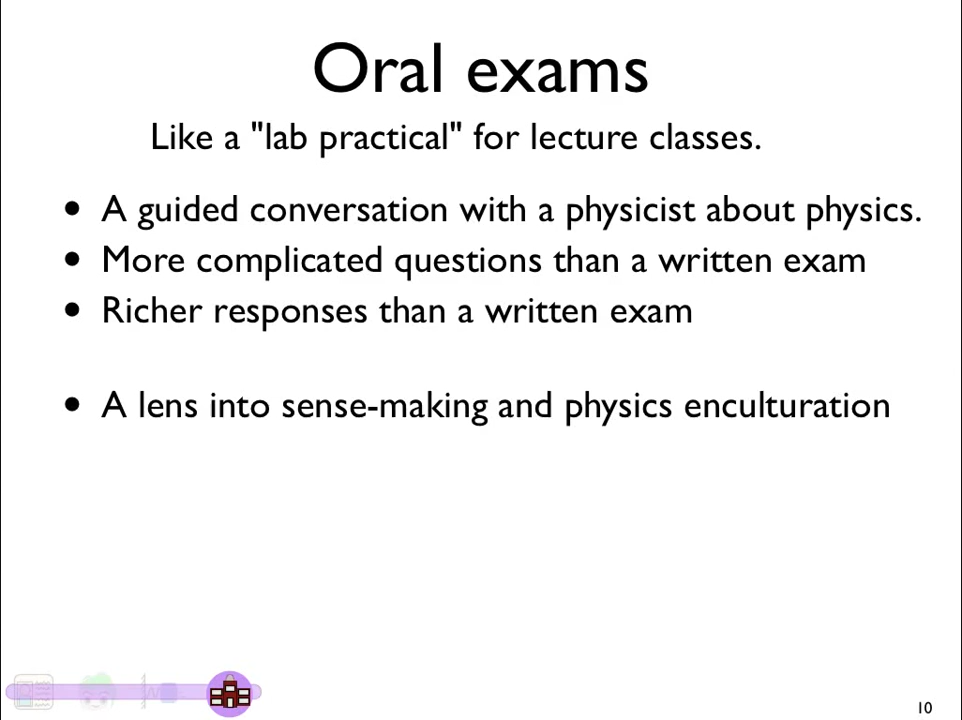 Oral exams
Like a "lab practical" for lecture classes.
• A guided conversation with a physicist about physics.
• More complicated questions than a written exam
• Richer responses than a written exam
• A lens into sense-making and physics enculturation
10